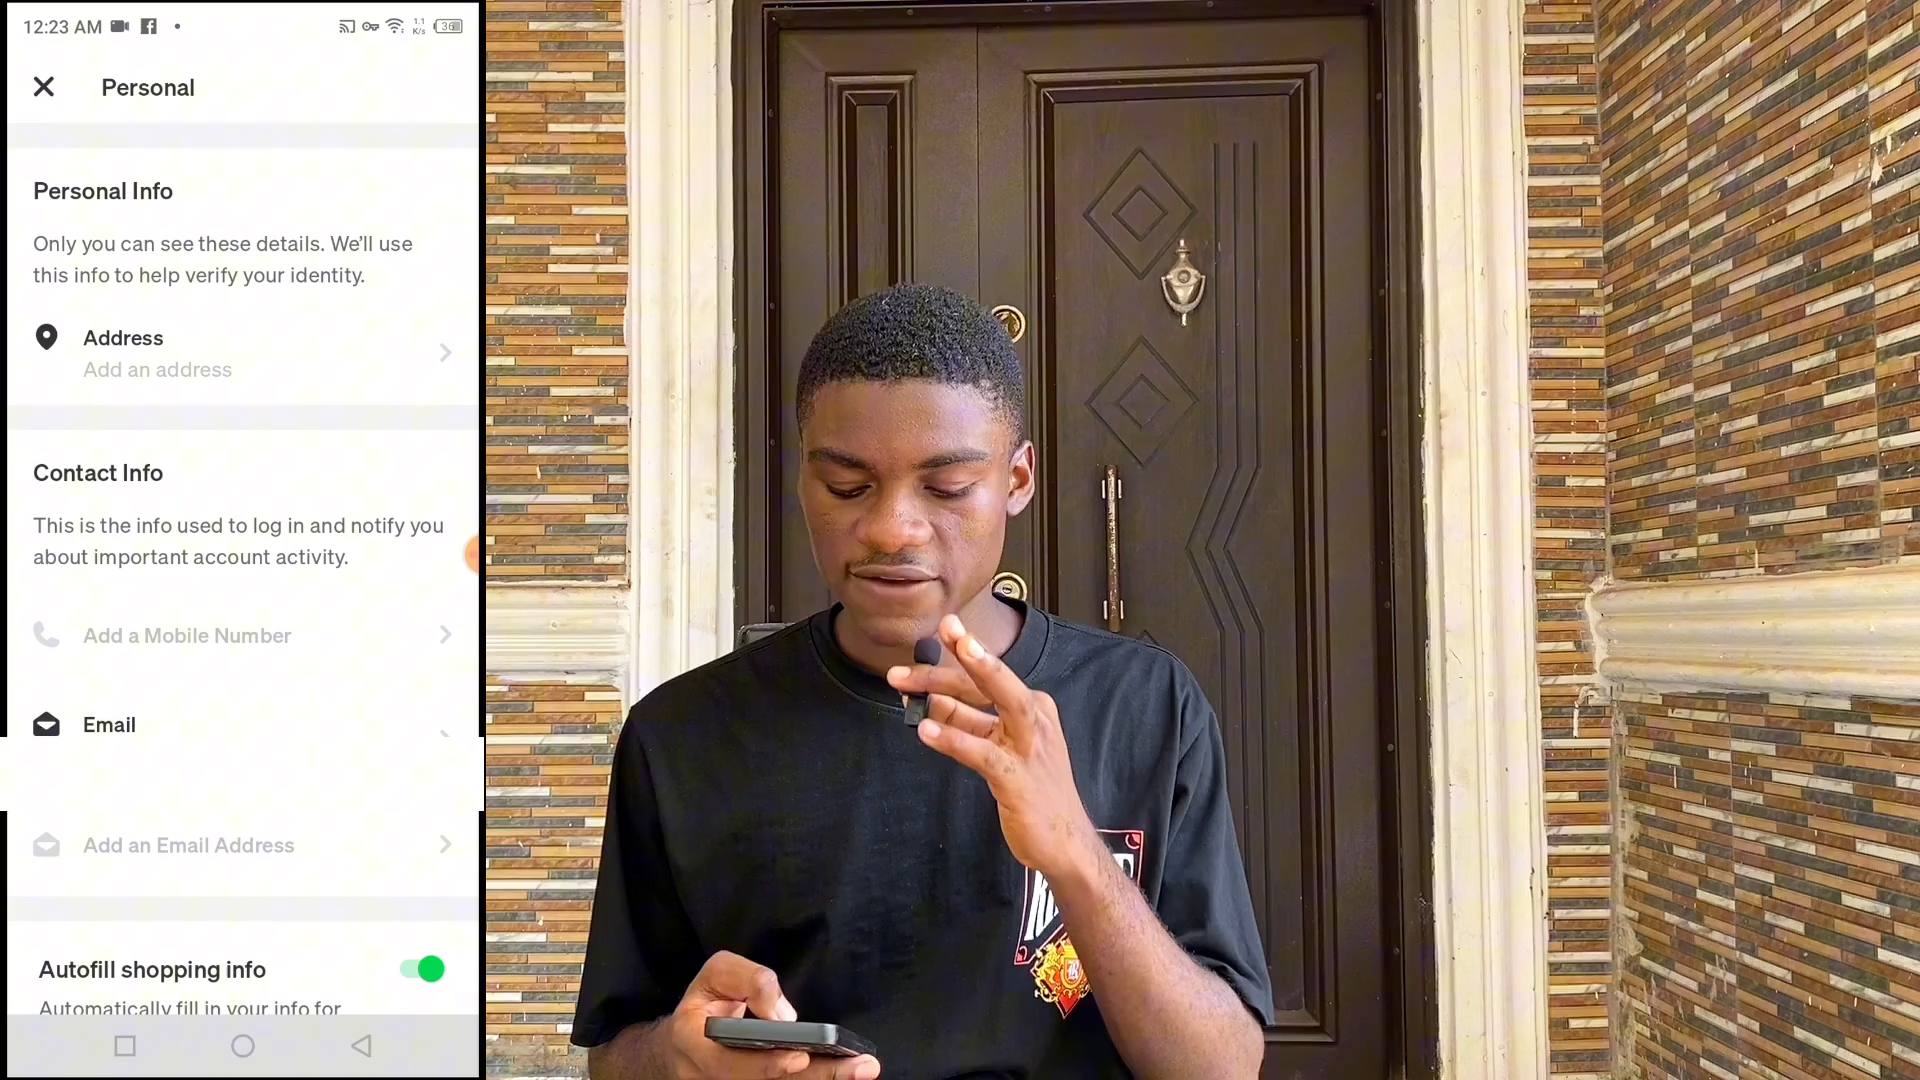 12:23 AM
1.1
K/s
36
Personal
Personal Info
Only you can see these details. We'll use
this info to help verify your identity.
Address
Add an address
Contact Info
This is the info used to log in and notify you
about important account activity.
Add a Mobile Number
Email
Add an Email Address
Autofill shopping info
Automatically fill in your info for